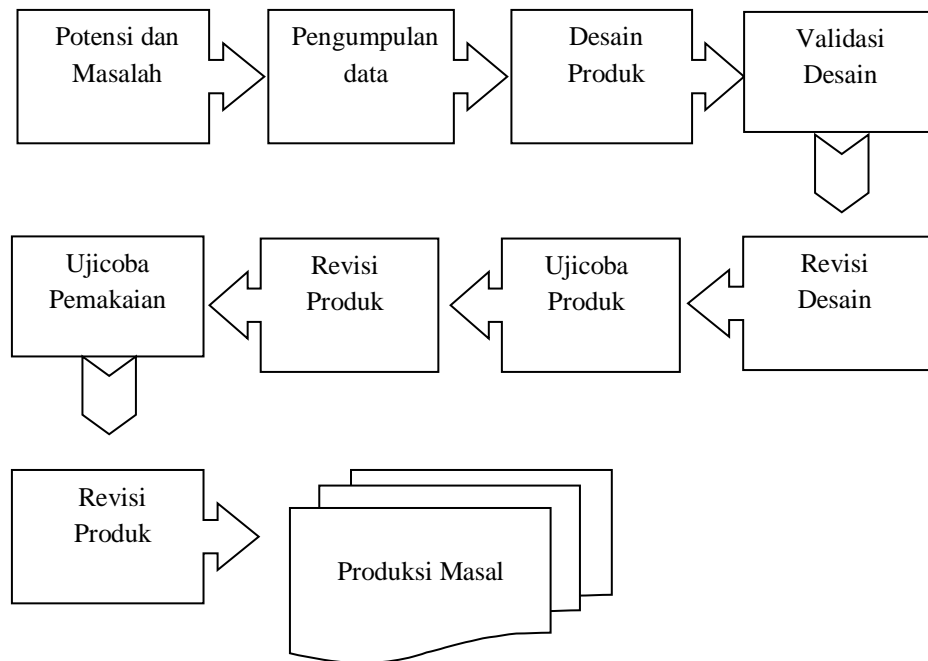 Potensi dan
Masalah
Pengumpulan
data
Desain
Produk
Validasi
Desain
Revisi
Desain
Ujicoba
Produk
Revisi
Produk
Ujicoba
Pemakaian
Revisi
Produk
Produksi Masal